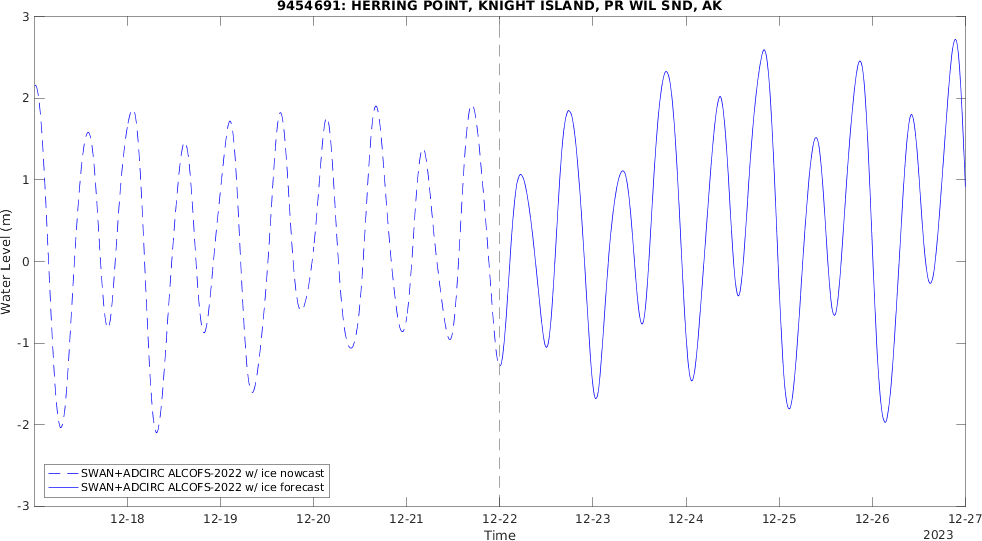 9454691: HERRING POINT, KNIGHT ISLAND, PR WIL SND, AK
3
2
1
0
-1
-2
-3
Water Level (m)
SWAN+ADCIRC ALCOFS-2022 w/ ice nowcast
SWAN+ADCIRC ALCOFS-2022 w/ ice forecast
12-18 12-19 12-20 12-21 12-22 12-23 12-24 12-25 12-26 12-27
Time
2023